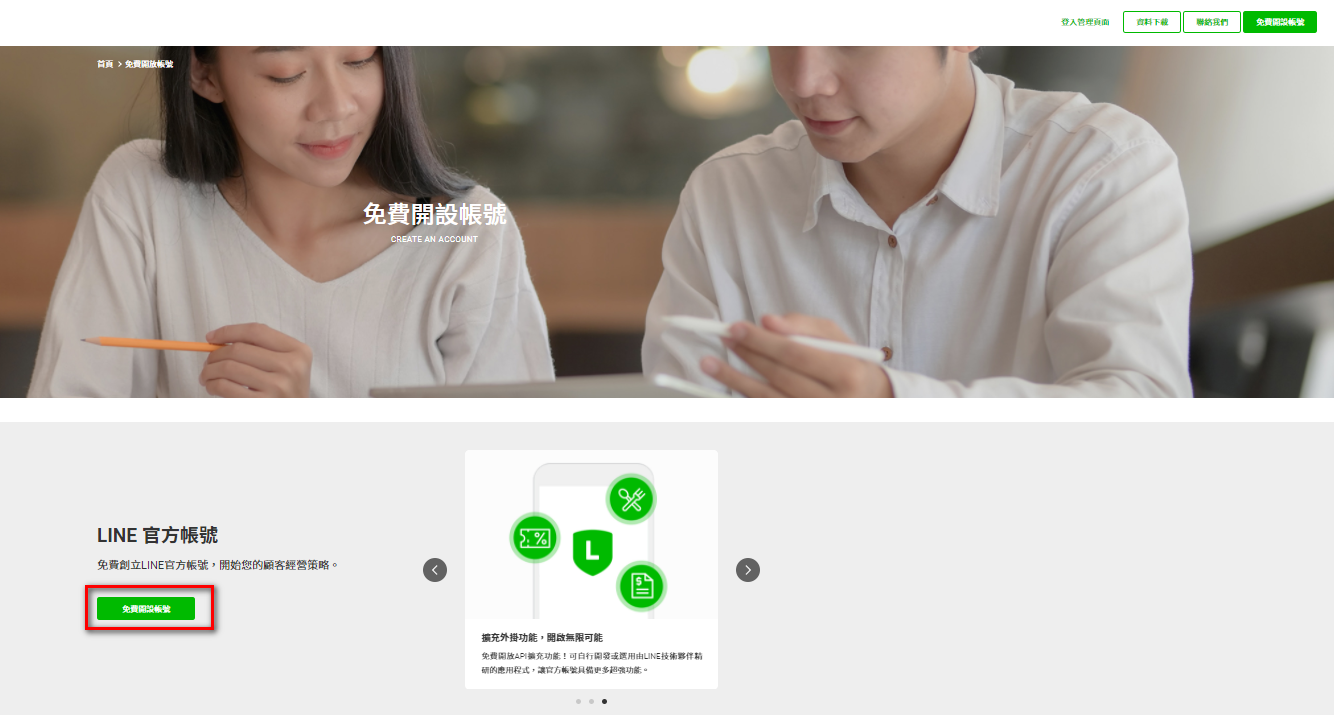 登入管理頁面
資料下載
聯絡我們
免費開設帳號
首頁 > 免費開放帳號
免費開設帳號
CREATE AN ACCOUNT
LINE 官方帳號
免費創立LINE官方帳號，開始您的顧客經營策略。
免費開設帳號
L
擴充外掛功能，開啟無限可能
免費開放API擴充功能！可自行開發或選用由LINE技術夥伴精
研的應用程式，讓官方帳號具備更多超強功能。